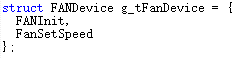 struct FANDevice g_tFanDevice = {
  FANInit,
  FanSetSpeed
};